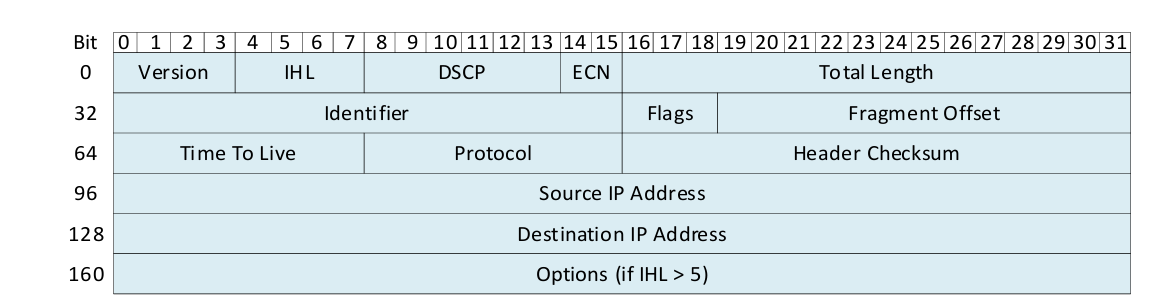 Bit 0 1 2 3 4 5 6 7 8 9 10 11 12 13 14 15 16 17 18 19 20 21 22 23 24 25 26 27 28 29 30 31
0 Version IHL DSCP ECN Total Length
32 Identifier Flags Fragment Offset
64 Time To Live Protocol Header Checksum
96 Source IP Address
128 Destination IP Address
160 Options (if IHL > 5)